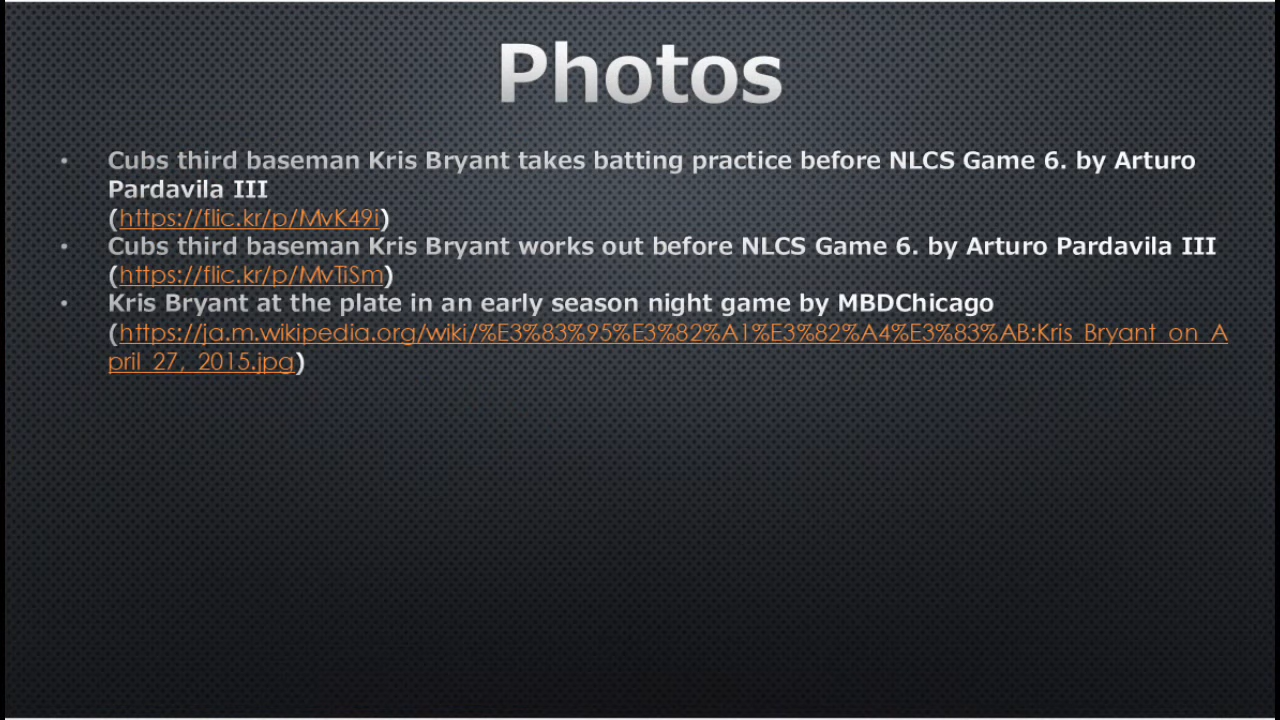 Photos
• Cubs third baseman Kris Bryant takes batting practice before NLCS Game 6. by Arturo
Pardavila III
(https://flic.kr/p/MvK49i)
• Cubs third baseman Kris Bryant works out before NLCS Game 6. by Arturo Pardavila III
(https://flic.kr/p/MvTiSm)
• Kris Bryant at the plate in an early season night game by MBDChicago
(https://ja.m.wikipedia.org/wiki/%E3%83%95%E3%82%A1%E3%82%A4%E3%83%AB:Kris_Bryant_on_A
pril_27,_2015.jpg)